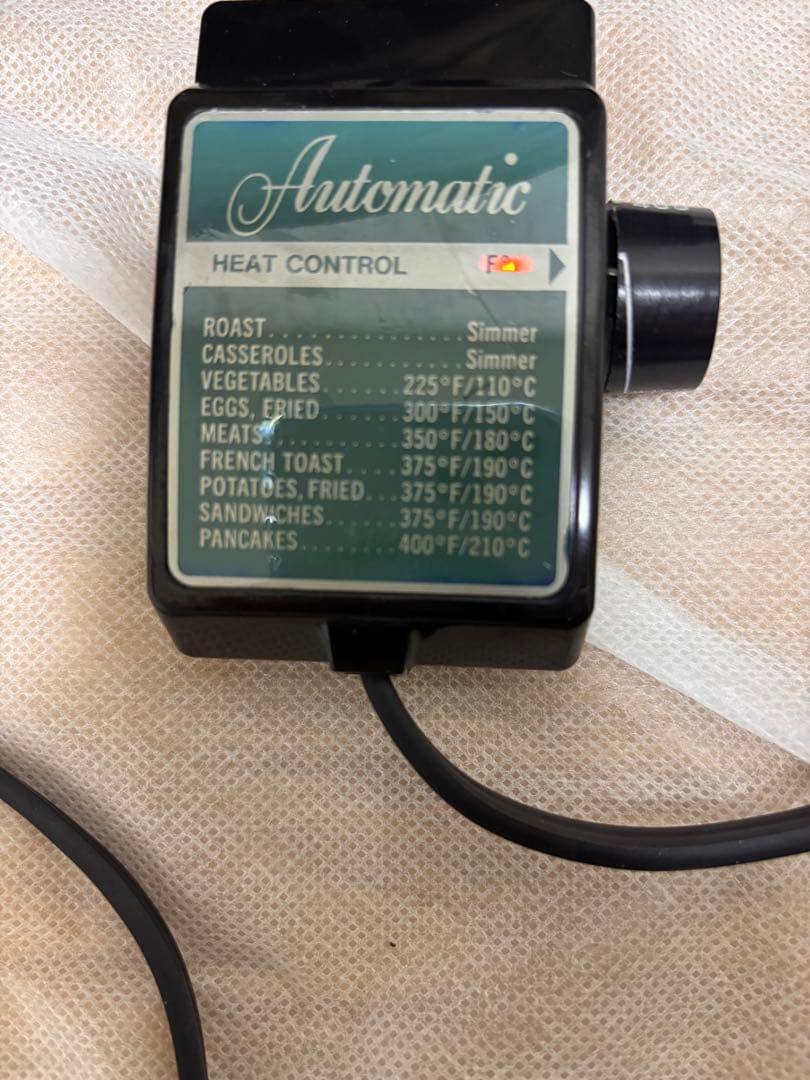 Automatic
HEAT CONTROL F°
ROAST................Simmer
CASSEROLES...........Simmer
VEGETABLES......225°F/110°C
EGGS, FRIED......300°F/150°C
MEATS...........350°F/180°C
FRENCH TOAST....375°F/190°C
POTATOES, FRIED...375°F/190°C
SANDWICHES......375°F/190°C
PANCAKES........400°F/210°C